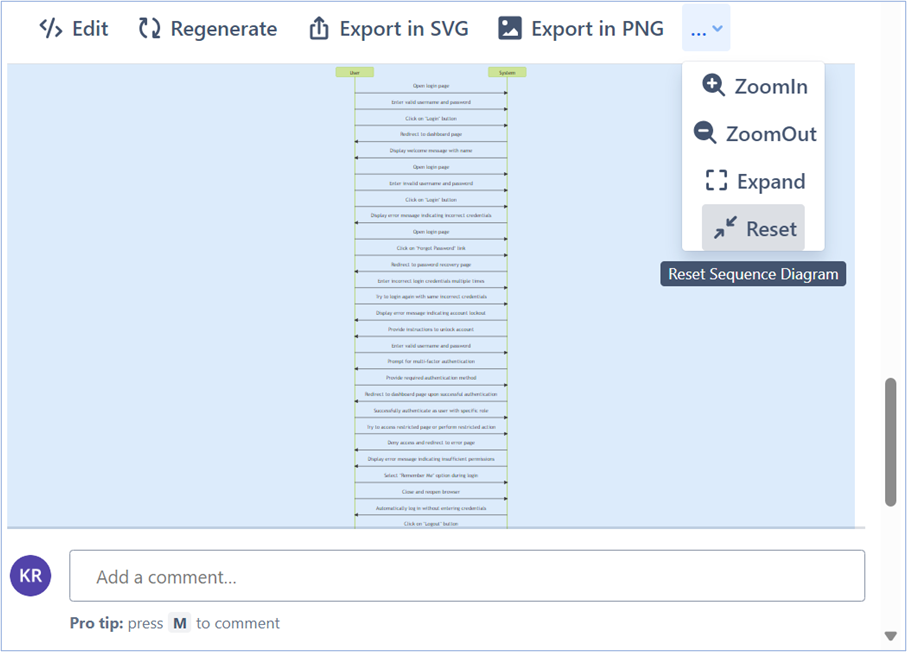 Edit Regenerate Export in SVG Export in PNG ...
ZoomIn
ZoomOut
Expand
Reset
Reset Sequence Diagram
User System
Open login page
Enter valid username and password
Click on 'Login' button
Redirect to dashboard page
Display welcome message with name
Open login page
Enter invalid username and password
Click on 'Login' button
Display error message indicating incorrect credentials
Open login page
Click on 'Forgot Password' link
Redirect to password recovery page
Enter incorrect login credentials multiple times
Try to login again with same incorrect credentials
Display error message indicating account lockout
Provide instructions to unlock account
Enter valid username and password
Prompt for multi-factor authentication
Provide required authentication method
Redirect to dashboard page upon successful authentication
Successfully authenticate as user with specific role
Try to access restricted page or perform restricted action
Deny access and redirect to error page
Display error message indicating insufficient permissions
Select 'Remember Me' option during login
Close and reopen browser
Automatically log in without entering credentials
Click on 'Logout' button
KR
Add a comment...
Pro tip: press M to comment